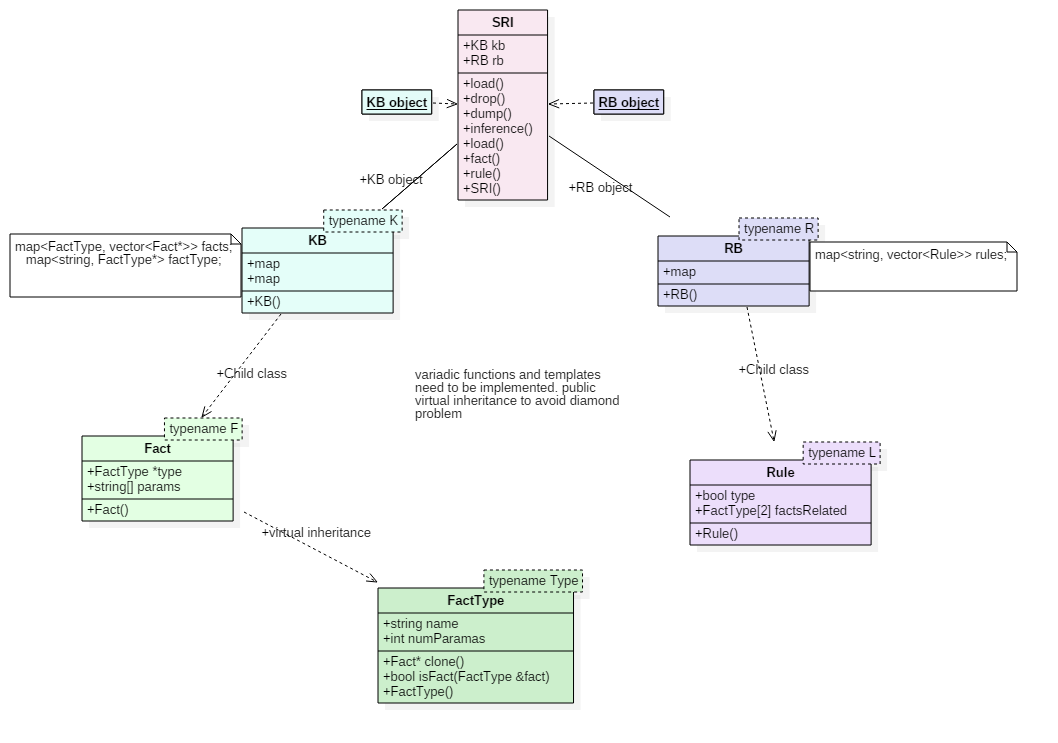 SRI
+KB kb
+RB rb
+load()
+drop()
+dump()
+inference()
+load()
+fact()
+rule()
+SRI()
KB object
RB object
+KB object
+RB object
typename K
KB
+map
+map
+KB()
map<FactType, vector<Fact*>> facts;
map<string, FactType*> factType;
typename R
RB
+map
+RB()
map<string, vector<Rule>> rules;
+Child class
+Child class
variadic functions and templates
need to be implemented. public
virtual inheritance to avoid diamond
problem
typename F
Fact
+FactType *type
+string[] params
+Fact()
typename L
Rule
+bool type
+FactType[2] factsRelated
+Rule()
+virtual inheritance
typename Type
FactType
+string name
+int numParamas
+Fact* clone()
+bool isFact(FactType &fact)
+FactType()